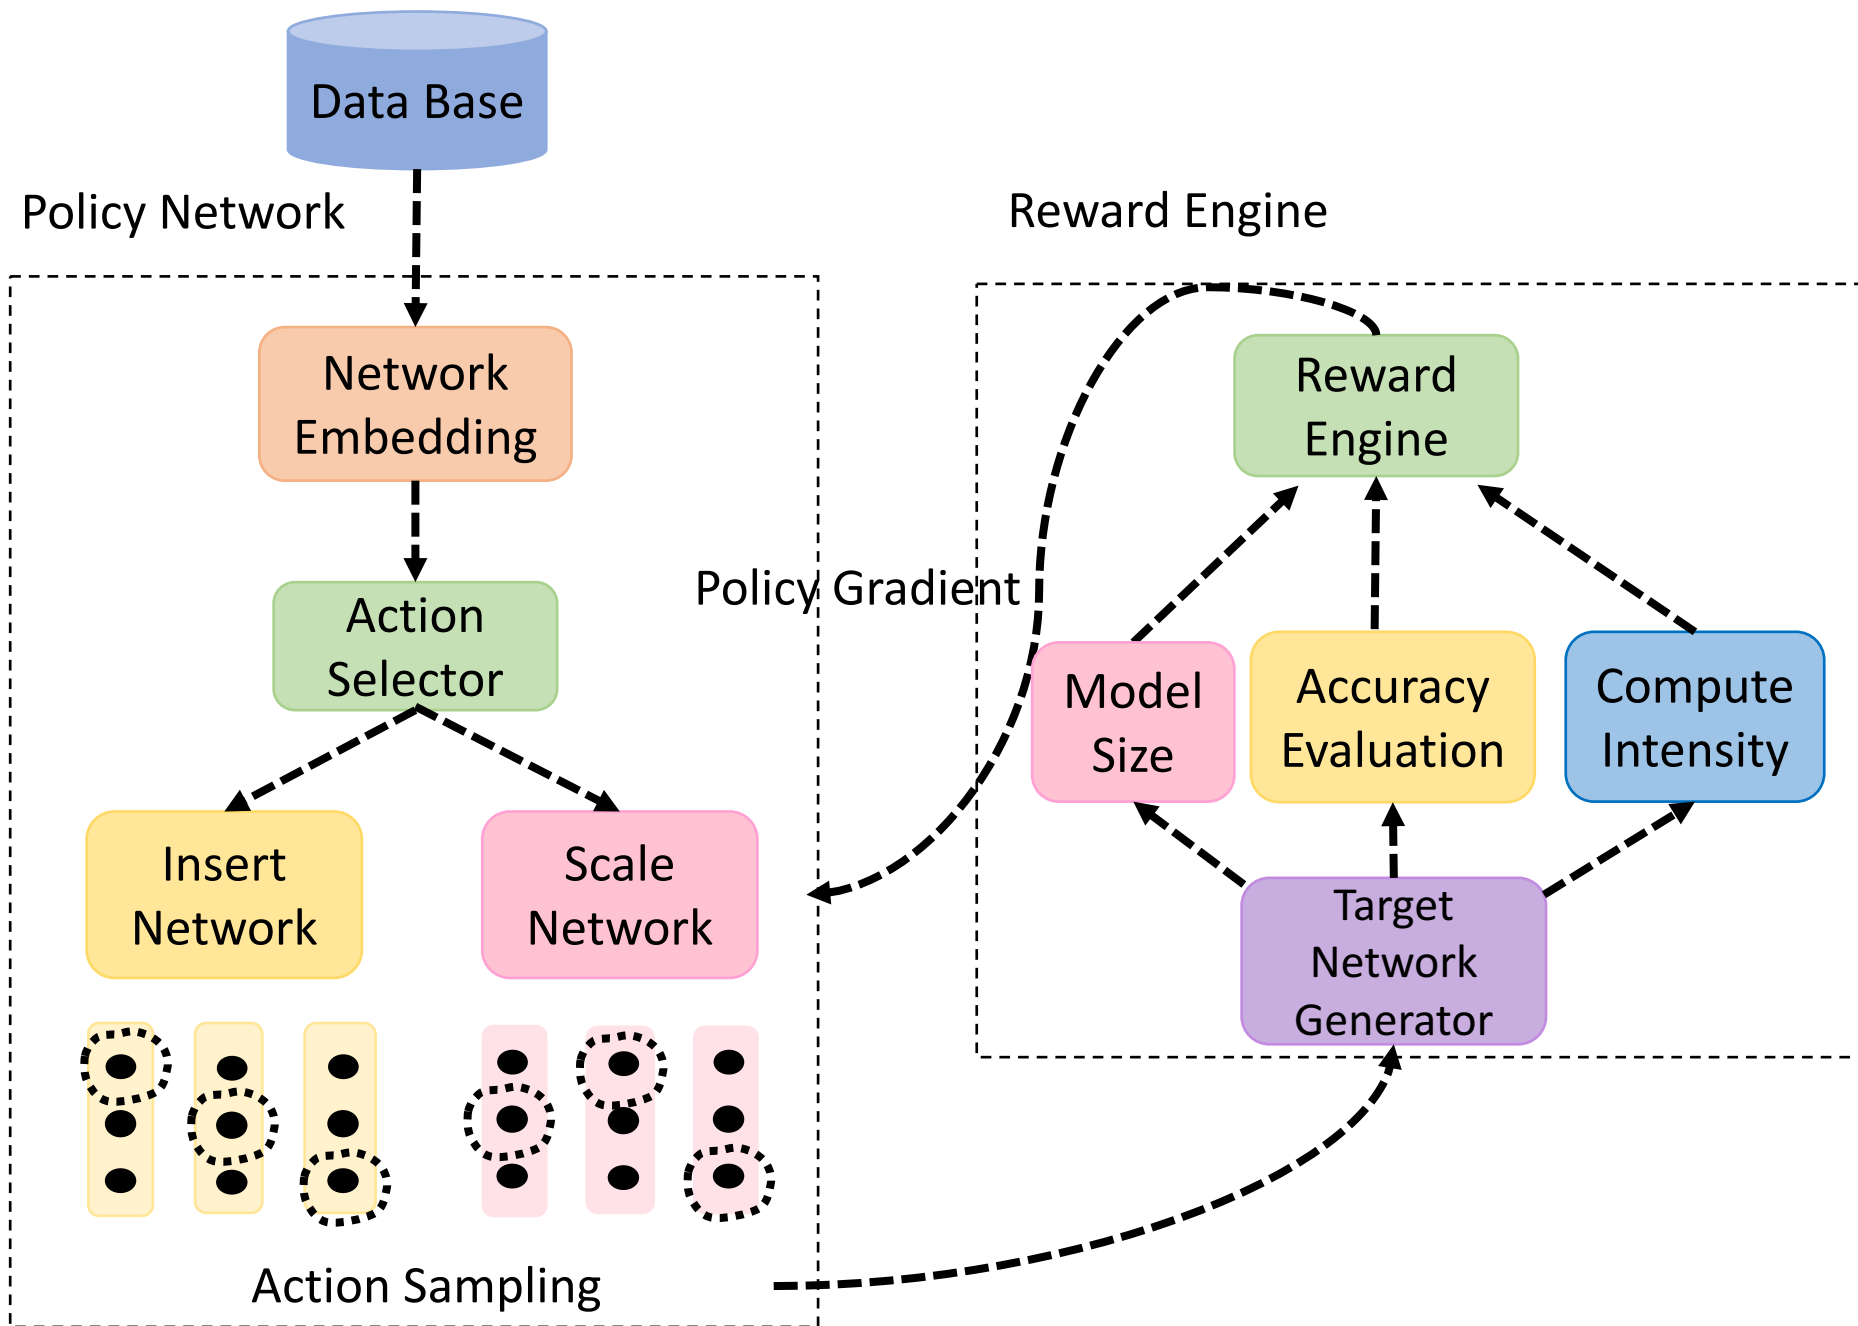 Data Base
Policy Network
Network
Embedding
Action
Selector
Insert
Network
Scale
Network
Action Sampling
Policy Gradient
Reward Engine
Reward
Engine
Model
Size
Accuracy
Evaluation
Compute
Intensity
Target
Network
Generator